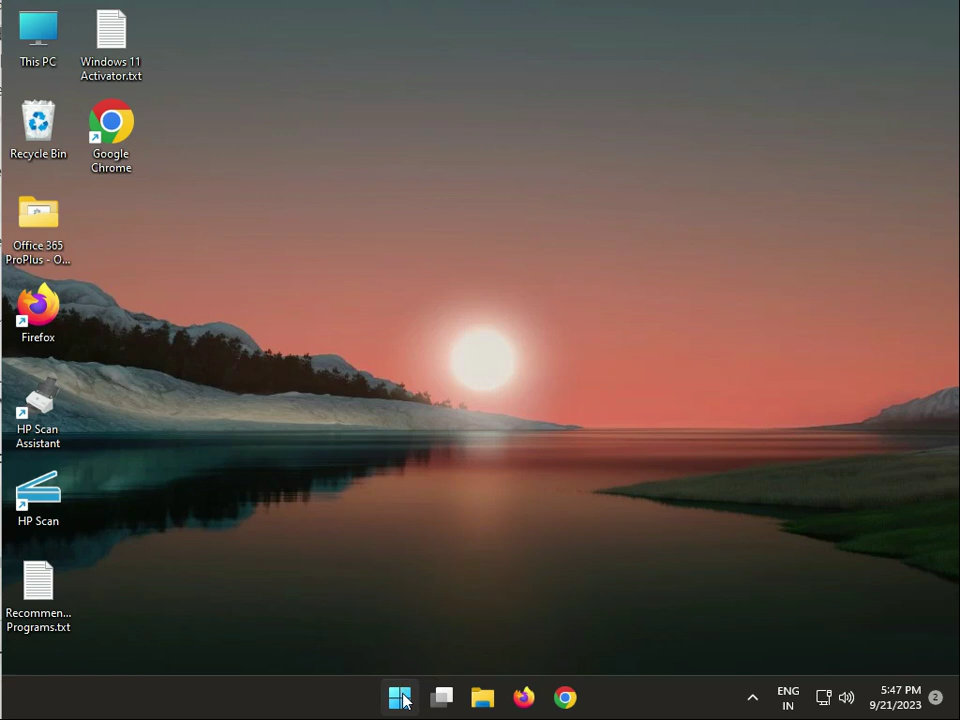 This PC
Windows 11
Activator.txt
Recycle Bin
Google
Chrome
Office 365
ProPlus - O...
Firefox
HP Scan
Assistant
HP Scan
Recommen...
Programs.txt
ENG
IN
5:47 PM
9/21/2023
2